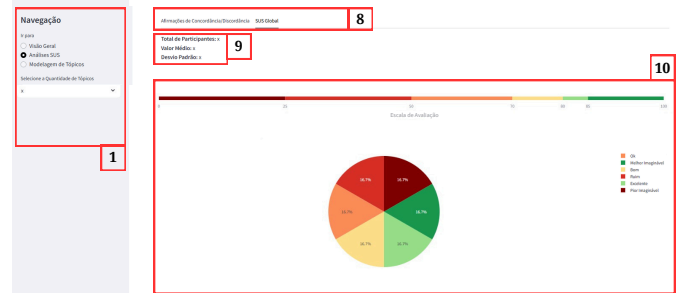 Navegação
Ir para
Visão Geral
Análises SUS
Modelagem de Tópicos
Selecione a Quantidade de Tópicos
x
1
Afirmações de Concordância/Discordância SUS Global
8
Total de Participantes: x
Valor Médio: x
Desvio Padrão: x
9
10
0 25 50 70 80 85 100
Escala de Avaliação
16.7% 16.7%
16.7% 16.7%
16.7% 16.7%
Ok
Melhor Imaginável
Bom
Ruim
Excelente
Pior Imaginável